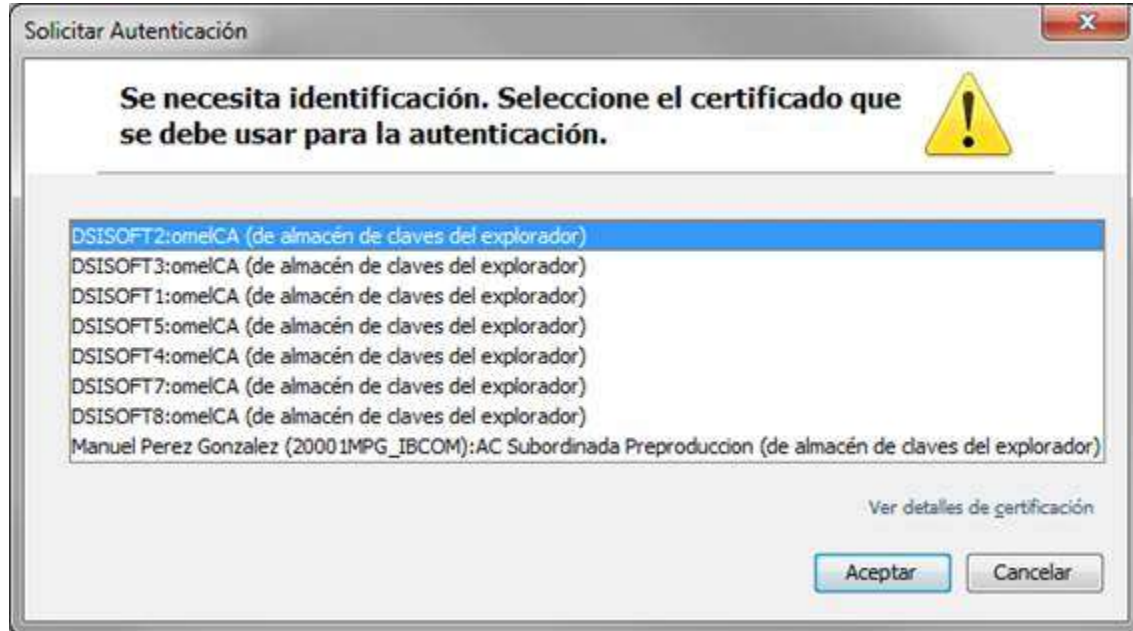 Solicitar Autenticación
Se necesita identificación. Seleccione el certificado que
se debe usar para la autenticación.
DSISOFT2:omelCA (de almacén de claves del explorador)
DSISOFT3:omelCA (de almacén de claves del explorador)
DSISOFT1:omelCA (de almacén de claves del explorador)
DSISOFT5:omelCA (de almacén de claves del explorador)
DSISOFT4:omelCA (de almacén de claves del explorador)
DSISOFT7:omelCA (de almacén de claves del explorador)
DSISOFT8:omelCA (de almacén de claves del explorador)
Manuel Perez Gonzalez (20001MPG_IBCOM):AC Subordinada Preproduccion (de almacén de claves del explorador)
Ver detalles de certificación
Aceptar Cancelar